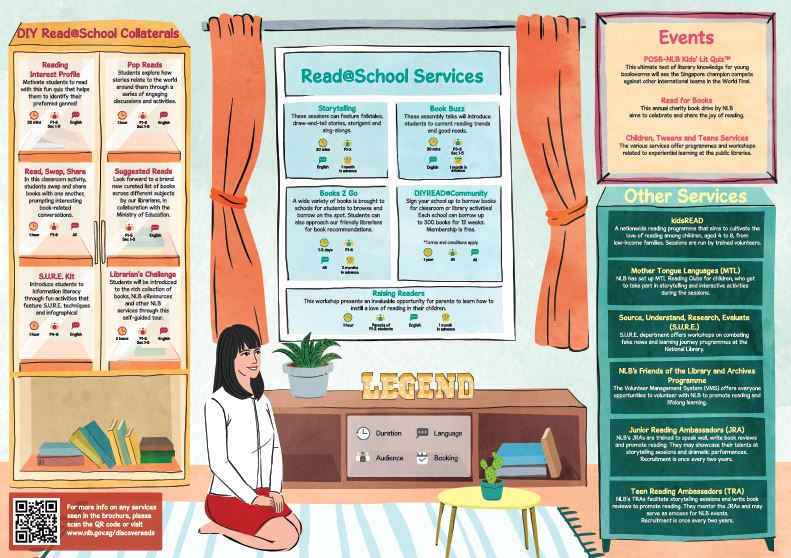 DIY Read@School Collaterals
Reading
Interest Profile
Motivate students to read
with this fun quiz that helps
them to identify their
preferred genres!
30 mins
P1-6
Sec 1-5
English
Pop Reads
Students explore how
stories relate to the world
around them through a
series of engaging
discussions and activities.
1 hour
P1-6
Sec 1-5
English
Read, Swap, Share
In this classroom activity,
students swap and share
books with one another,
prompting interesting
book-related
conversations.
1 hour
P1-6
All
Suggested Reads
Look forward to a brand
new curated list of books
across different subjects
by our librarians, in
collaboration with the
Ministry of Education.
P1-6
Sec 1-5
English
S.U.R.E. Kit
Introduce students to
information literacy
through fun activities that
feature S.U.R.E. techniques
and infographics!
1 hour
P4-6
English
Librarian's Challenge
Students will be introduced
to the rich collection of
books, NLB eResources
and other NLB
services through this
self-guided tour.
2 hours
P1-6
Sec 1-5
English
For more info on any services
seen in the brochure, please
scan the QR code or visit
www.nlb.gov.sg/discovereads
Read@School Services
Storytelling
These sessions can feature folktales,
draw-and-tell stories, storigami and
sing-alongs.
30 mins
P1-2
English
1 month
in advance
Book Buzz
These assembly talks will introduce
students to current reading trends
and good reads.
30 mins
P3-6
Sec 1-5
English
1 month in
advance
Books 2 Go
A wide variety of books is brought to
schools for students to browse and
borrow on the spot. Students can
also approach our friendly librarians
for book recommendations.
1-2 days
P1-6
Sec 1-5
All
2 months
in advance
DIYREAD@Community
Sign your school up to borrow books
for classroom or library activities!
Each school can borrow up
to 300 books for 12 weeks.
Membership is free.
*Terms and conditions apply.
1 year
All
All
Raising Readers
This workshop presents an invaluable opportunity for parents to learn how to
instill a love of reading in their children.
1 hour
Parents of
P1-2 students
English
1 month
in advance
LEGEND
Duration
Language
Audience
Booking
Events
POSB-NLB Kids' Lit Quiz™
This ultimate test of literary knowledge for young
bookworms will see the Singapore champion compete
against other international teams in the World Final.
Read for Books
This annual charity book drive by NLB
aims to celebrate and share the joy of reading.
Children, Tweens and Teens Services
The various services offer programmes and workshops
related to experiential learning at the public libraries.
Other Services
kidsREAD
A nationwide reading programme that aims to cultivate the
love of reading among children, aged 4 to 8, from
low-income families. Sessions are run by trained volunteers.
Mother Tongue Languages (MTL)
NLB has set up MTL Reading Clubs for children, who get
to take part in storytelling and interactive activities
during the sessions.
Source, Understand, Research, Evaluate
(S.U.R.E.)
S.U.R.E. department offers workshops on combating
fake news and learning journey programmes at the
National Library.
NLB's Friends of the Library and Archives
Programme
The Volunteer Management System (VMS) offers everyone
opportunities to volunteer with NLB to promote reading and
lifelong learning.
Junior Reading Ambassadors (JRA)
NLB's JRAs are trained to speak well, write book reviews
and promote reading. They may showcase their talents at
storytelling sessions and dramatic performances.
Recruitment is once every two years.
Teen Reading Ambassadors (TRA)
NLB's TRAs facilitate storytelling sessions and write book
reviews to promote reading. They mentor the JRAs and may
serve as emcees for NLB events.
Recruitment is once every two years.